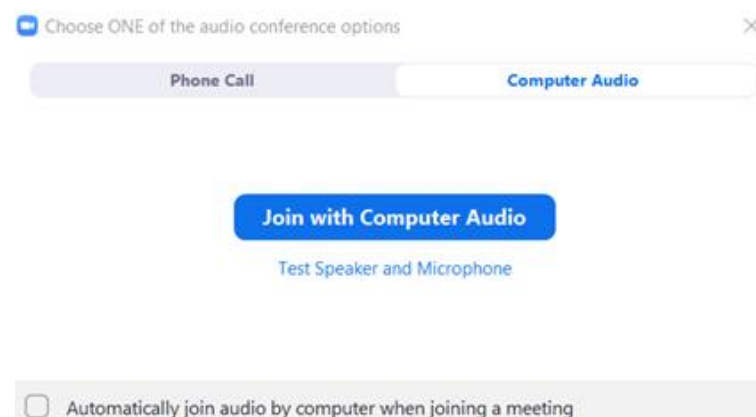 Choose ONE of the audio conference options
Phone Call
Computer Audio
Join with Computer Audio
Test Speaker and Microphone
Automatically join audio by computer when joining a meeting